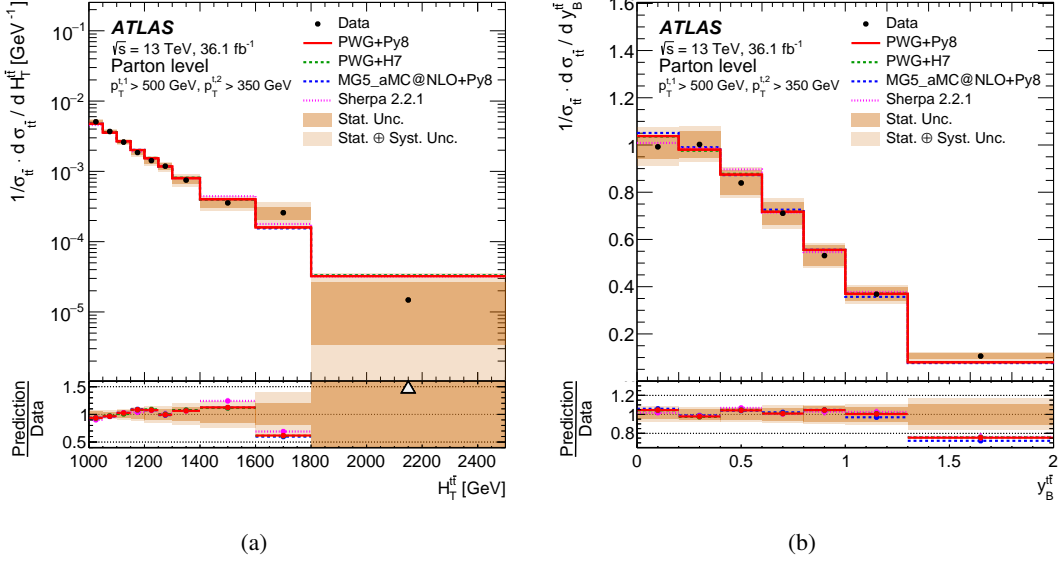 1/σ_tt̄ · d σ_tt̄ / d H_T^tt̄ [GeV⁻¹]
10⁻¹
10⁻²
10⁻³
10⁻⁴
10⁻⁵
ATLAS
√s = 13 TeV, 36.1 fb⁻¹
Parton level
p_T^t,1 > 500 GeV, p_T^t,2 > 350 GeV
Data
PWG+Py8
PWG+H7
MG5_aMC@NLO+Py8
Sherpa 2.2.1
Stat. Unc.
Stat. ⊕ Syst. Unc.
Prediction
Data
1.5
1.0
0.5
1000 1200 1400 1600 1800 2000 2200 2400
H_T^tt̄ [GeV]
(a)
1/σ_tt̄ · d σ_tt̄ / d y_B^tt̄
1.6
1.4
1.2
1.0
0.8
0.6
0.4
0.2
ATLAS
√s = 13 TeV, 36.1 fb⁻¹
Parton level
p_T^t,1 > 500 GeV, p_T^t,2 > 350 GeV
Data
PWG+Py8
PWG+H7
MG5_aMC@NLO+Py8
Sherpa 2.2.1
Stat. Unc.
Stat. ⊕ Syst. Unc.
Prediction
Data
1.2
1.0
0.8
0 0.5 1 1.5 2
y_B^tt̄
(b)